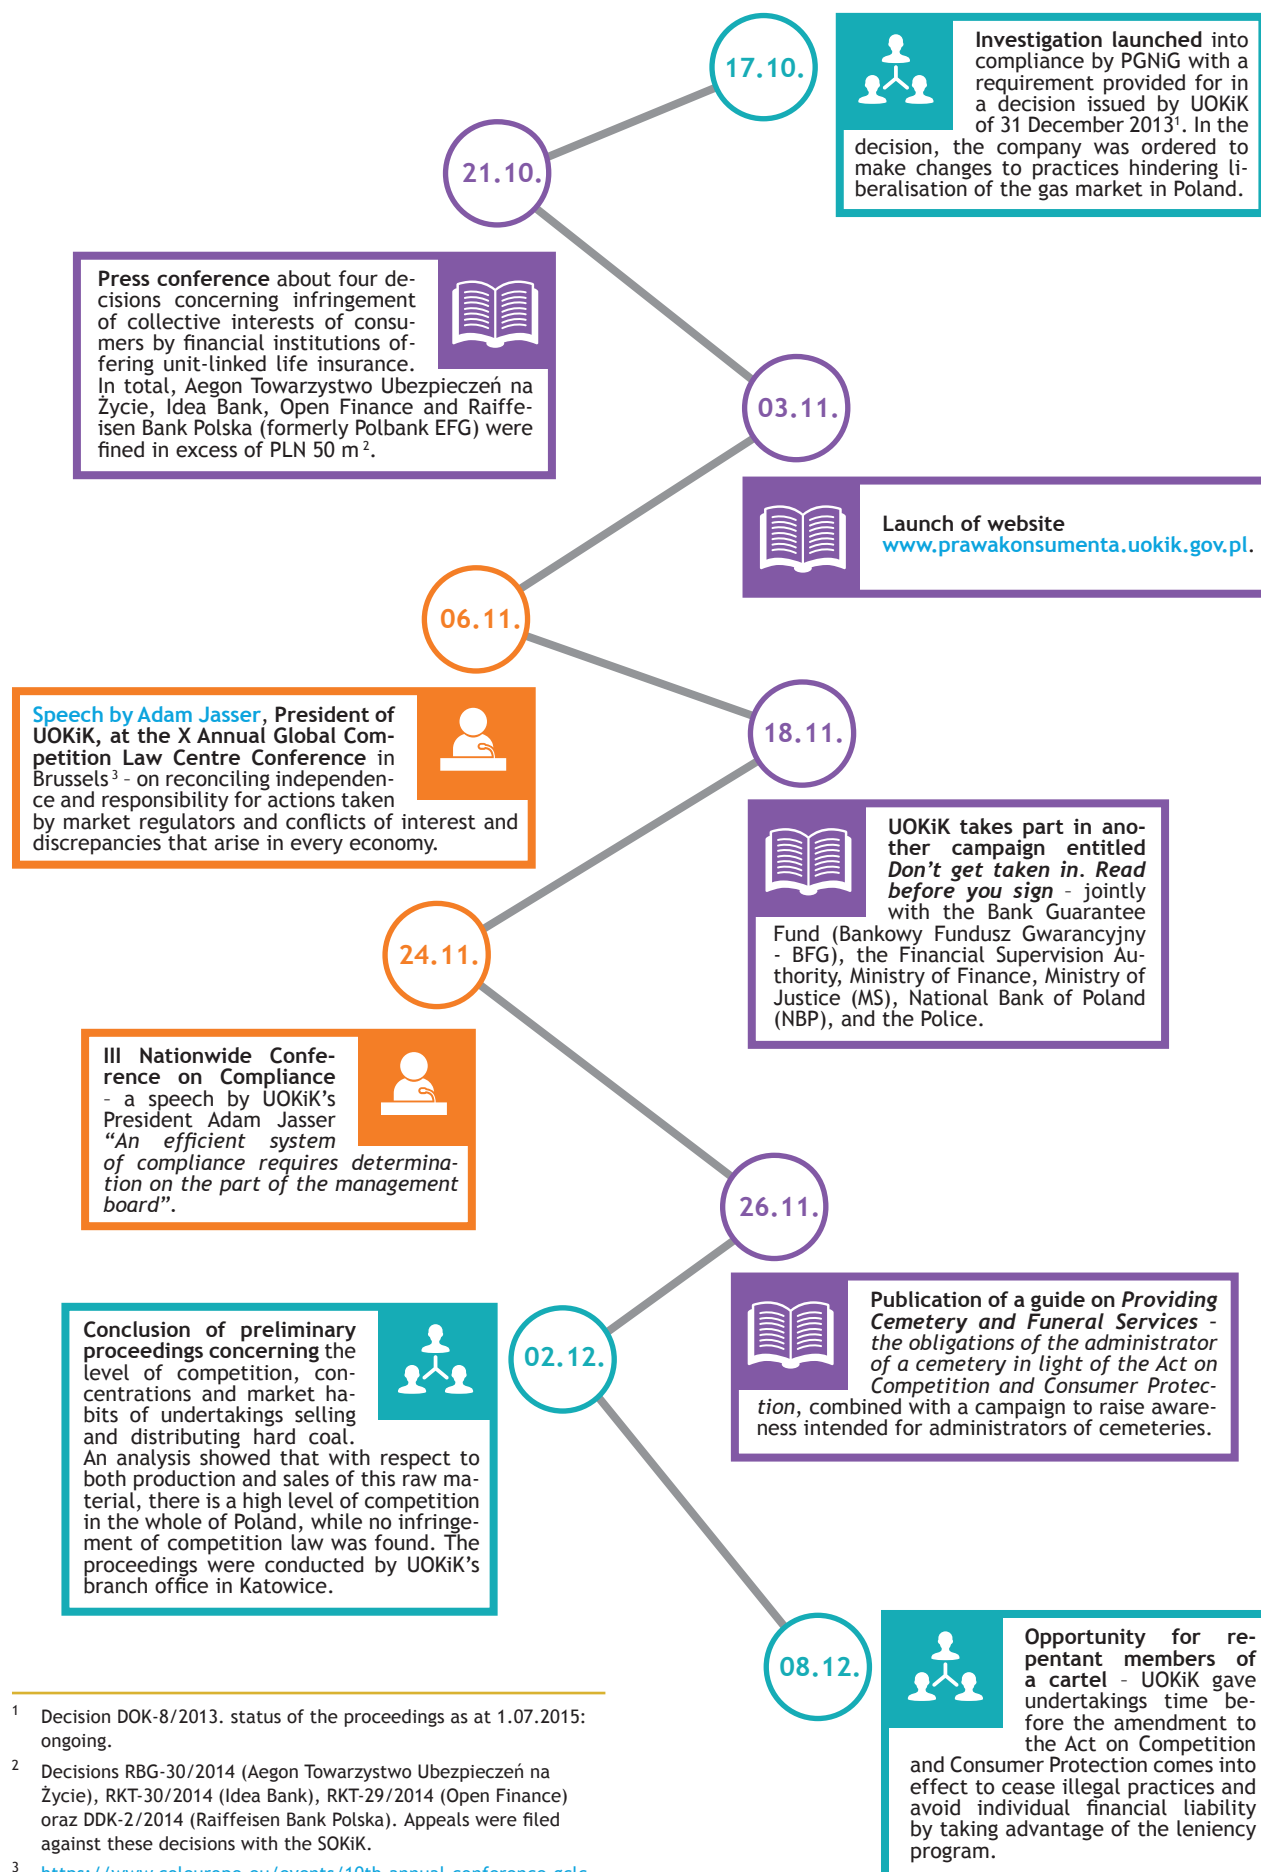 17.10.
Investigation launched into
compliance by PGNiG with a
requirement provided for in
a decision issued by UOKiK
of 31 December 2013¹. In the
decision, the company was ordered to
make changes to practices hindering li-
beralisation of the gas market in Poland.
21.10.
Press conference about four de-
cisions concerning infringement
of collective interests of consu-
mers by financial institutions of-
fering unit-linked life insurance.
In total, Aegon Towarzystwo Ubezpieczeń na
Życie, Idea Bank, Open Finance and Raiffe-
isen Bank Polska (formerly Polbank EFG) were
fined in excess of PLN 50 m ².
03.11.
Launch of website
www.prawakonsumenta.uokik.gov.pl.
06.11.
Speech by Adam Jasser, President of
UOKiK, at the X Annual Global Com-
petition Law Centre Conference in
Brussels ³ – on reconciling independen-
ce and responsibility for actions taken
by market regulators and conflicts of interest and
discrepancies that arise in every economy.
18.11.
UOKiK takes part in ano-
ther campaign entitled
Don't get taken in. Read
before you sign – jointly
with the Bank Guarantee
Fund (Bankowy Fundusz Gwarancyjny
- BFG), the Financial Supervision Au-
thority, Ministry of Finance, Ministry of
Justice (MS), National Bank of Poland
(NBP), and the Police.
24.11.
III Nationwide Confe-
rence on Compliance
– a speech by UOKiK's
President Adam Jasser
"An efficient system
of compliance requires determina-
tion on the part of the management
board".
26.11.
Publication of a guide on Providing
Cemetery and Funeral Services –
the obligations of the administrator
of a cemetery in light of the Act on
Competition and Consumer Protec-
tion, combined with a campaign to raise aware-
ness intended for administrators of cemeteries.
02.12.
Conclusion of preliminary
proceedings concerning the
level of competition, con-
centrations and market ha-
bits of undertakings selling
and distributing hard coal.
An analysis showed that with respect to
both production and sales of this raw ma-
terial, there is a high level of competition
in the whole of Poland, while no infringe-
ment of competition law was found. The
proceedings were conducted by UOKiK's
branch office in Katowice.
08.12.
Opportunity for re-
pentant members of
a cartel – UOKiK gave
undertakings time be-
fore the amendment to
the Act on Competition
and Consumer Protection comes into
effect to cease illegal practices and
avoid individual financial liability
by taking advantage of the leniency
program.
¹ Decision DOK-8/2013. status of the proceedings as at 1.07.2015:
ongoing.
² Decisions RBG-30/2014 (Aegon Towarzystwo Ubezpieczeń na
Życie), RKT-30/2014 (Idea Bank), RKT-29/2014 (Open Finance)
oraz DDK-2/2014 (Raiffeisen Bank Polska). Appeals were filed
against these decisions with the SOKiK.
³ https://www.coleurope.eu/events/10th-annual-conference-gclc